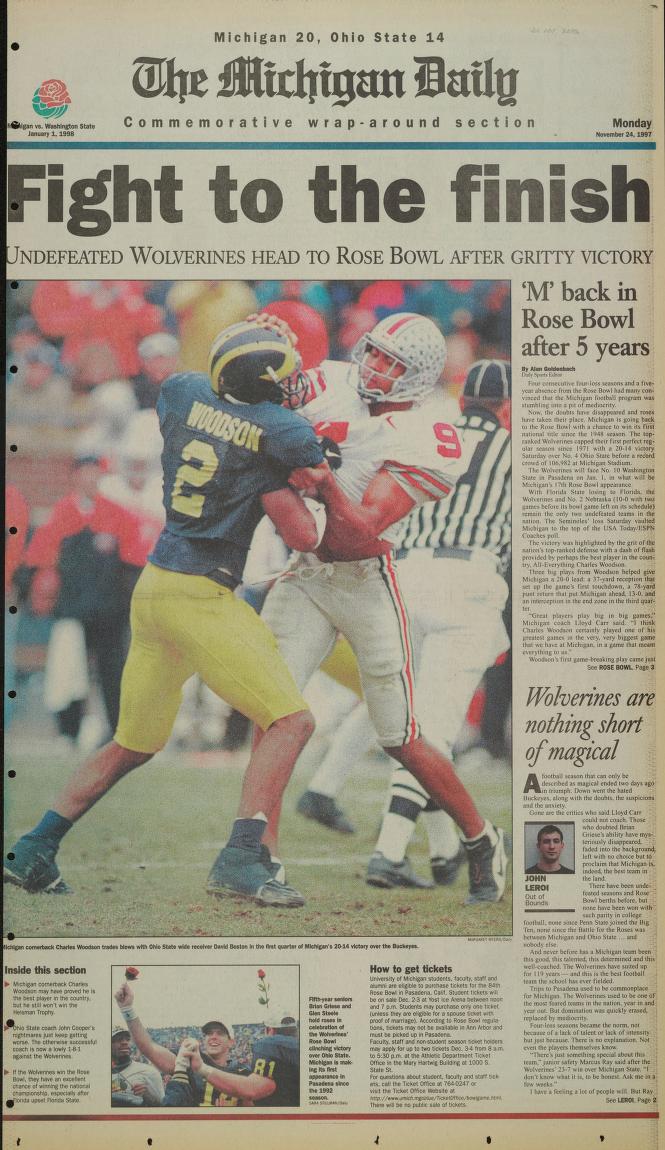 Michigan 20, Ohio State 14
The Michigan Daily
Commemorative wrap-around section
Michigan vs. Washington State
January 1, 1998
Monday
November 24, 1997
Fight to the finish
UNDEFEATED WOLVERINES HEAD TO ROSE BOWL AFTER GRITTY VICTORY
WOODSON
2
9
MARGARET MYERS/Daily
Michigan cornerback Charles Woodson trades blows with Ohio State wide receiver David Boston in the first quarter of Michigan's 20-14 victory over the Buckeyes.
'M' back in
Rose Bowl
after 5 years
By Alan Goldenbach
Daily Sports Editor
Four consecutive four-loss seasons and a five-
year absence from the Rose Bowl had many con-
vinced that the Michigan football program was
stumbling into a pit of mediocrity.
Now, the doubts have disappeared and roses
have taken their place. Michigan is going back
to the Rose Bowl with a chance to win its first
national title since the 1948 season. The top-
ranked Wolverines capped their first perfect reg-
ular season since 1971 with a 20-14 victory
Saturday over No. 4 Ohio State before a record
crowd of 106,982 at Michigan Stadium.
The Wolverines will face No. 10 Washington
State in Pasadena on Jan. 1, in what will be
Michigan's 17th Rose Bowl appearance.
With Florida State losing to Florida, the
Wolverines and No. 2 Nebraska (10-0 with two
games before its bowl game left on its schedule)
remain the only two undefeated teams in the
nation. The Seminoles' loss Saturday vaulted
Michigan to the top of the USA Today/ESPN
Coaches poll.
The victory was highlighted by the grit of the
nation's top-ranked defense with a dash of flash
provided by perhaps the best player in the coun-
try, All-Everything Charles Woodson.
Three big plays from Woodson helped give
Michigan a 20-0 lead: a 37-yard reception that
set up the game's first touchdown, a 78-yard
punt return that put Michigan ahead, 13-0, and
an interception in the end zone in the third quar-
ter.
"Great players play big in big games,"
Michigan coach Lloyd Carr said. "I think
Charles Woodson certainly played one of his
greatest games in the very, very biggest game
that we have at Michigan, in a game that meant
everything to us."
Woodson's first game-breaking play came just
See ROSE BOWL, Page 3
Wolverines are
nothing short
of magical
A football season that can only be
described as magical ended two days ago
in triumph. Down went the hated
Buckeyes, along with the doubts, the suspicions
and the anxiety.
Gone are the critics who said Lloyd Carr
could not coach. Those
who doubted Brian
Griese's ability have mys-
teriously disappeared,
faded into the background,
left with no choice but to
proclaim that Michigan is,
indeed, the best team in
the land.
There have been unde-
feated seasons and Rose
Bowl berths before, but
none have been won with
such parity in college
JOHN
LEROI
Out of
Bounds
football, none since Penn State joined the Big
Ten, none since the Battle for the Roses was
between Michigan and Ohio State ... and
nobody else.
And never before has a Michigan team been
this good, this talented, this determined and this
well-coached. The Wolverines have suited up
for 119 years — and this is the best football
team the school has ever fielded.
Trips to Pasadena used to be commonplace
for Michigan. The Wolverines used to be one of
the most feared teams in the nation, year in and
year out. But domination was quickly erased,
replaced by mediocrity.
Four-loss seasons became the norm, not
because of a lack of talent or lack of intensity,
but just because. There is no explanation. Not
even the players themselves know.
"There's just something special about this
team," junior safety Marcus Ray said after the
Wolverines' 23-7 win over Michigan State. "I
don't know what it is, to be honest. Ask me in a
few weeks."
I have a feeling a lot of people will. But Ray
See LEROI, Page 2
Inside this section
Michigan cornerback Charles
Woodson may have proved he is
the best player in the country,
but he still won't win the
Heisman Trophy.
Ohio State coach John Cooper's
nightmares just keep getting
worse. The otherwise successful
coach is now a lowly 1-8-1
against the Wolverines.
If the Wolverines win the Rose
Bowl, they have an excellent
chance of winning the national
championship, especially after
Florida upset Florida State.
81
Fifth-year seniors
Brian Griese and
Glen Steele
hold roses in
celebration of
the Wolverines'
Rose Bowl
clinching victory
over Ohio State.
Michigan is mak-
ing its first
appearance in
Pasadena since
the 1992
season.
SARA STILLMAN/Daily
How to get tickets
University of Michigan students, faculty, staff and
alumni are eligible to purchase tickets for the 84th
Rose Bowl in Pasadena, Calif. Student tickets will
be on sale Dec. 2-3 at Yost Ice Arena between noon
and 7 p.m. Students may purchase only one ticket
(unless they are eligible for a spouse ticket with
proof of marriage). According to Rose Bowl regula-
tions, tickets may not be available in Ann Arbor and
must be picked up in Pasadena.
Faculty, staff and non-student season ticket holders
may apply for up to two tickets Dec. 3-4 from 8 a.m.
to 5:30 p.m. at the Athletic Department Ticket
Office in the Mary Hartwig Building at 1000 S.
State St.
For questions about student, faculty and staff tick-
ets, call the Ticket Office at 764-0247 or
visit the Ticket Office Website at
http://www.umich.mgoblue/TicketOffice/bowlgame.html.
There will be no public sale of tickets.